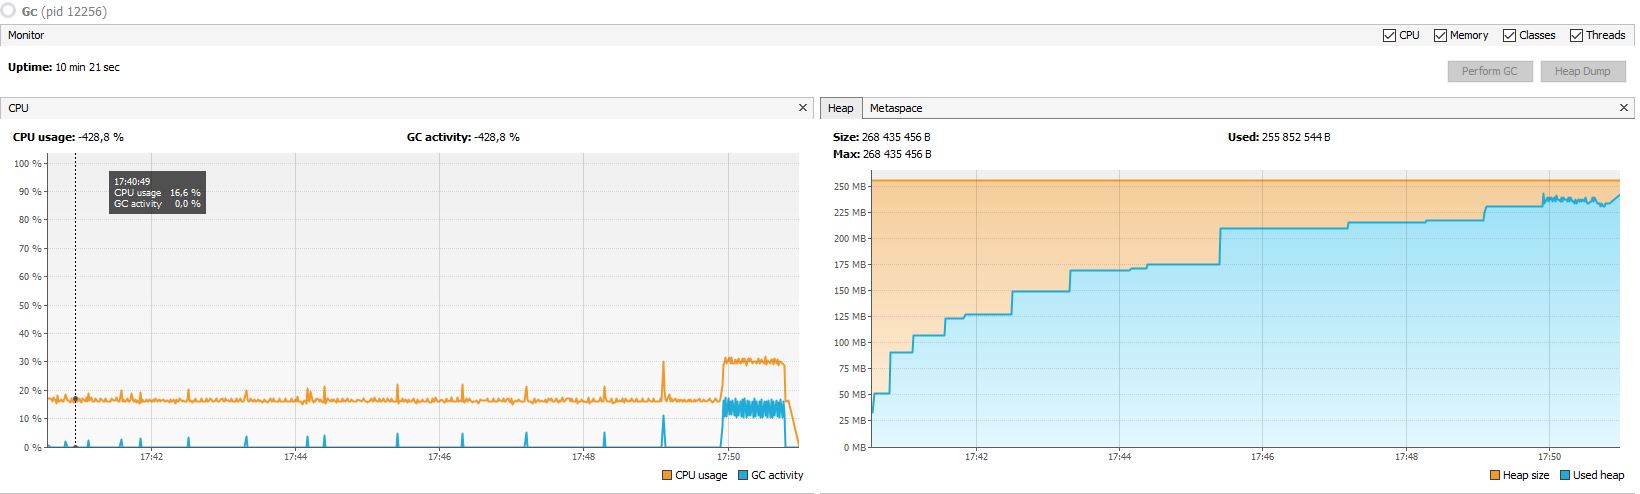 Gc (pid 12256)
Monitor
CPU Memory Classes Threads
Uptime: 10 min 21 sec
Perform GC Heap Dump
CPU
CPU usage: -428,8 % GC activity: -428,8 %
100 %
90 %
80 %
70 %
60 %
50 %
40 %
30 %
20 %
10 %
0 %
17:40:49
CPU usage 16,6 %
GC activity 0,0 %
17:42 17:44 17:46 17:48 17:50
CPU usage GC activity
Heap Metaspace
Size: 268 435 456 B Used: 255 852 544 B
Max: 268 435 456 B
250 MB
225 MB
200 MB
175 MB
150 MB
125 MB
100 MB
75 MB
50 MB
25 MB
0 MB
17:42 17:44 17:46 17:48 17:50
Heap size Used heap